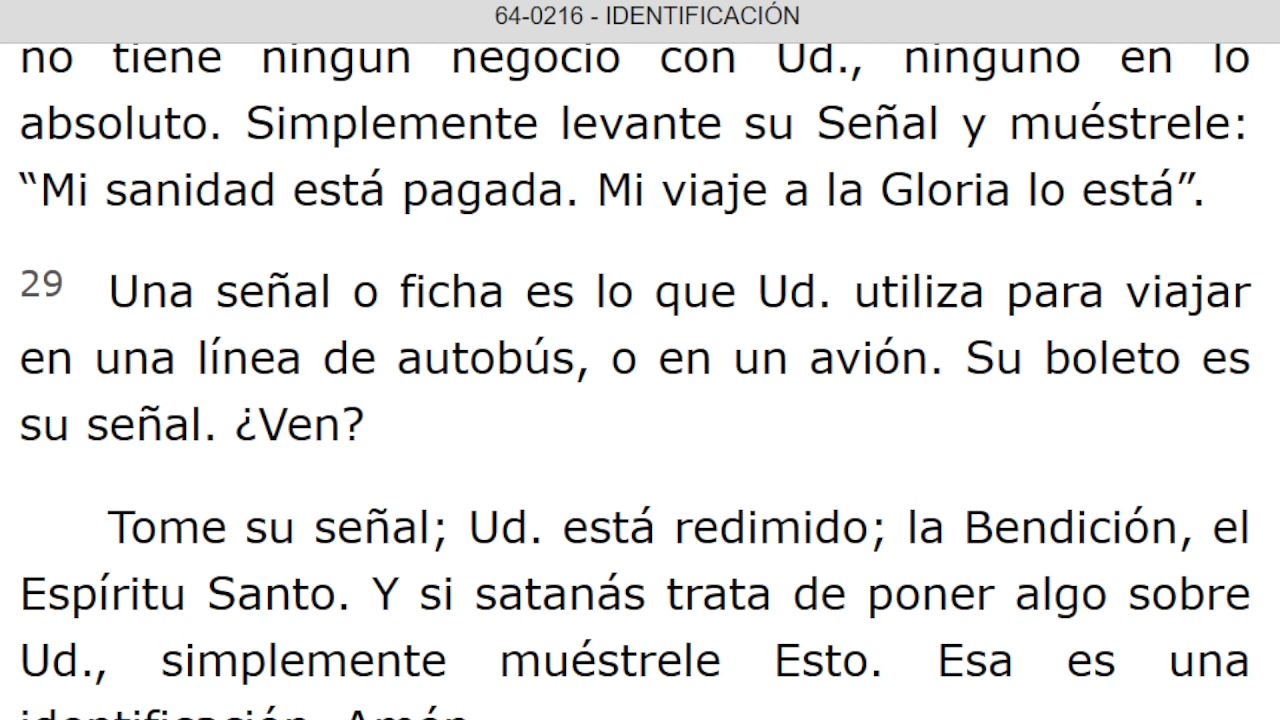 64-0216 - IDENTIFICACIÓN
no tiene ningún negocio con Ud., ninguno en lo
absoluto. Simplemente levante su Señal y muéstrele:
“Mi sanidad está pagada. Mi viaje a la Gloria lo está”.
29 Una señal o ficha es lo que Ud. utiliza para viajar
en una línea de autobús, o en un avión. Su boleto es
su señal. ¿Ven?
Tome su señal; Ud. está redimido; la Bendición, el
Espíritu Santo. Y si satanás trata de poner algo sobre
Ud., simplemente muéstrele Esto. Esa es una
identificación. Amén.